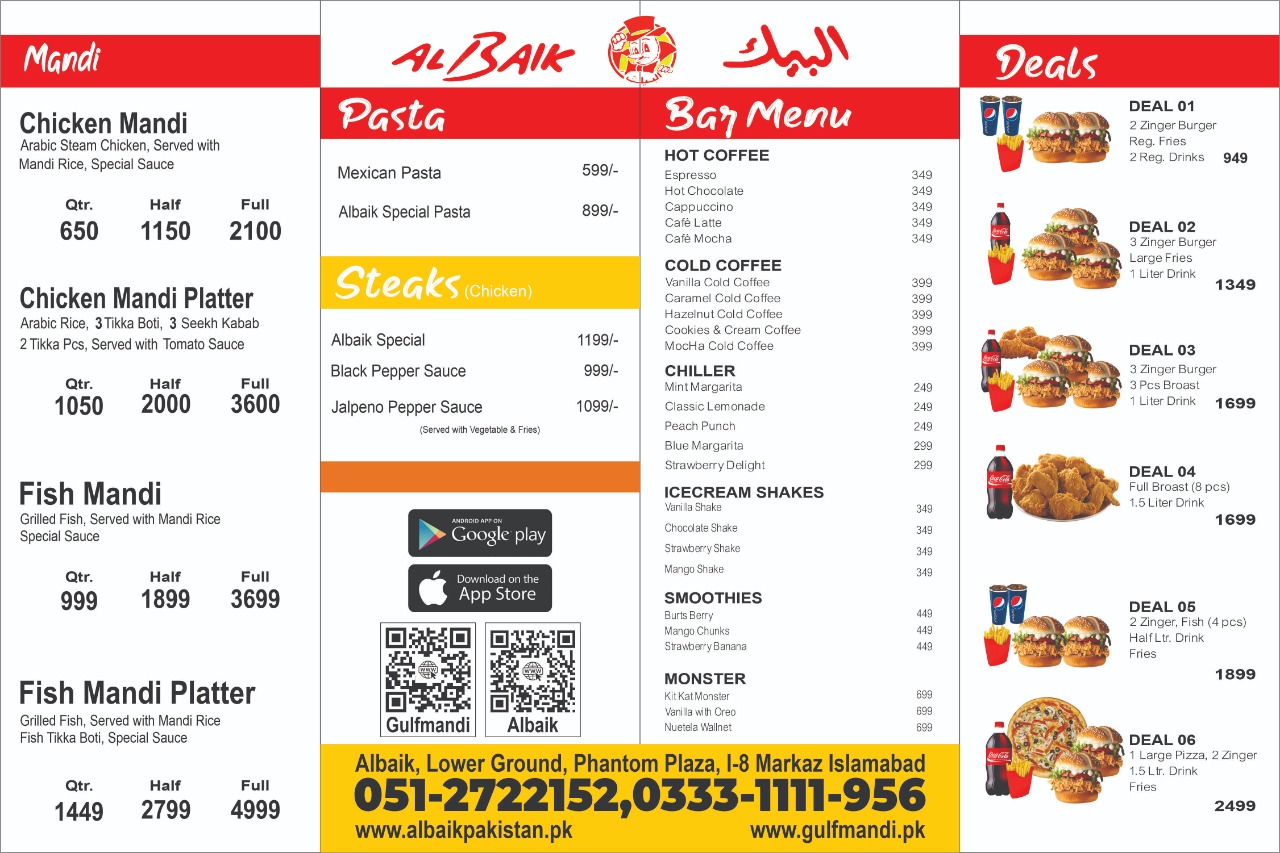 Mandi
Chicken Mandi
Arabic Steam Chicken, Served with
Mandi Rice, Special Sauce
Qtr. Half Full
650 1150 2100
Chicken Mandi Platter
Arabic Rice, 3 Tikka Boti, 3 Seekh Kabab
2 Tikka Pcs, Served with Tomato Sauce
Qtr. Half Full
1050 2000 3600
Fish Mandi
Grilled Fish, Served with Mandi Rice
Special Sauce
Qtr. Half Full
999 1899 3699
Fish Mandi Platter
Grilled Fish, Served with Mandi Rice
Fish Tikka Boti, Special Sauce
Qtr. Half Full
1449 2799 4999
ALBAIK البيك
Pasta
Mexican Pasta 599/-
Albaik Special Pasta 899/-
Steaks (Chicken)
Albaik Special 1199/-
Black Pepper Sauce 999/-
Jalpeno Pepper Sauce 1099/-
(Served with Vegetable & Fries)
ANDROID APP ON
Google play
Download on the
App Store
www www
Gulfmandi Albaik
Bar Menu
HOT COFFEE
Espresso 349
Hot Chocolate 349
Cappuccino 349
Café Latte 349
Café Mocha 349
COLD COFFEE
Vanilla Cold Coffee 399
Caramel Cold Coffee 399
Hazelnut Cold Coffee 399
Cookies & Cream Coffee 399
MocHa Cold Coffee 399
CHILLER
Mint Margarita 249
Classic Lemonade 249
Peach Punch 249
Blue Margarita 299
Strawberry Delight 299
ICECREAM SHAKES
Vanilla Shake 349
Chocolate Shake 349
Strawberry Shake 349
Mango Shake 349
SMOOTHIES
Burts Berry 449
Mango Chunks 449
Strawberry Banana 449
MONSTER
Kit Kat Monster 699
Vanilla with Oreo 699
Nuetela Wallnet 699
Albaik, Lower Ground, Phantom Plaza, I-8 Markaz Islamabad
051-2722152,0333-1111-956
www.albaikpakistan.pk www.gulfmandi.pk
Deals
DEAL 01
2 Zinger Burger
Reg. Fries
2 Reg. Drinks 949
DEAL 02
3 Zinger Burger
Large Fries
1 Liter Drink
1349
DEAL 03
3 Zinger Burger
3 Pcs Broast
1 Liter Drink 1699
DEAL 04
Full Broast (8 pcs)
1.5 Liter Drink
1699
DEAL 05
2 Zinger, Fish (4 pcs)
Half Ltr. Drink
Fries
1899
DEAL 06
1 Large Pizza, 2 Zinger
1.5 Ltr. Drink
Fries
2499